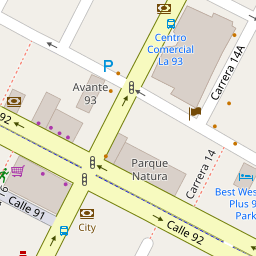 Centro
Comercial
La 93
P
Avante
93
Carrera 14A
92
Parque
Natura
Carrera 14
Best Wes
Plus 9
Park
Calle 91
City
Calle 92